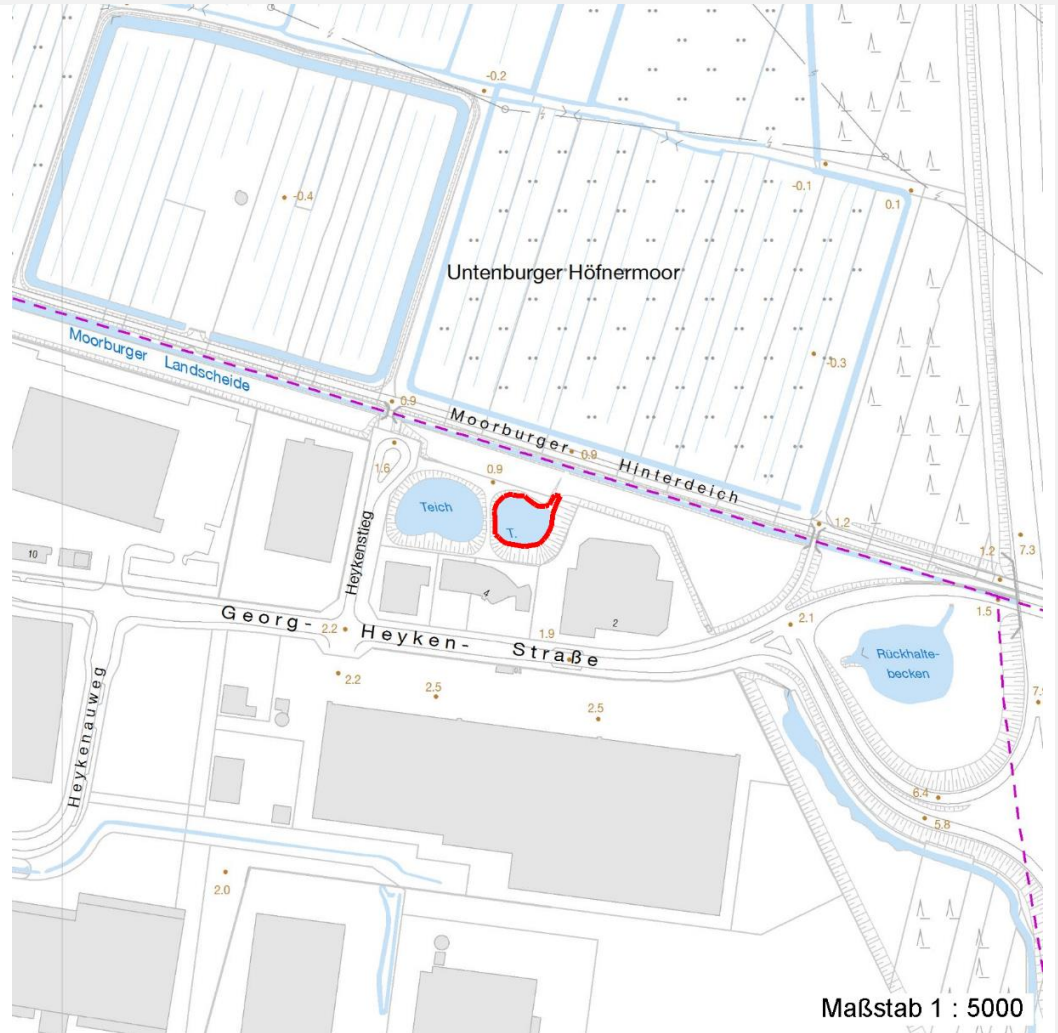 -0.2
-0.4
-0.1
0.1
Untenburger Höfnermoor
Moorburger Landscheide
-0.3
0.9
Moorburger Hinterdeich
0.9
1.6
0.9
Teich
T.
1.2
7.3
1.2
10
Heykenstieg
4
2
1.5
Georg-Heyken-Straße
2.2
1.9
2.1
Rückhalte-
becken
2.2
2.5
2.5
Heykenauweg
6.4
5.8
2.0
Maßstab 1 : 5000